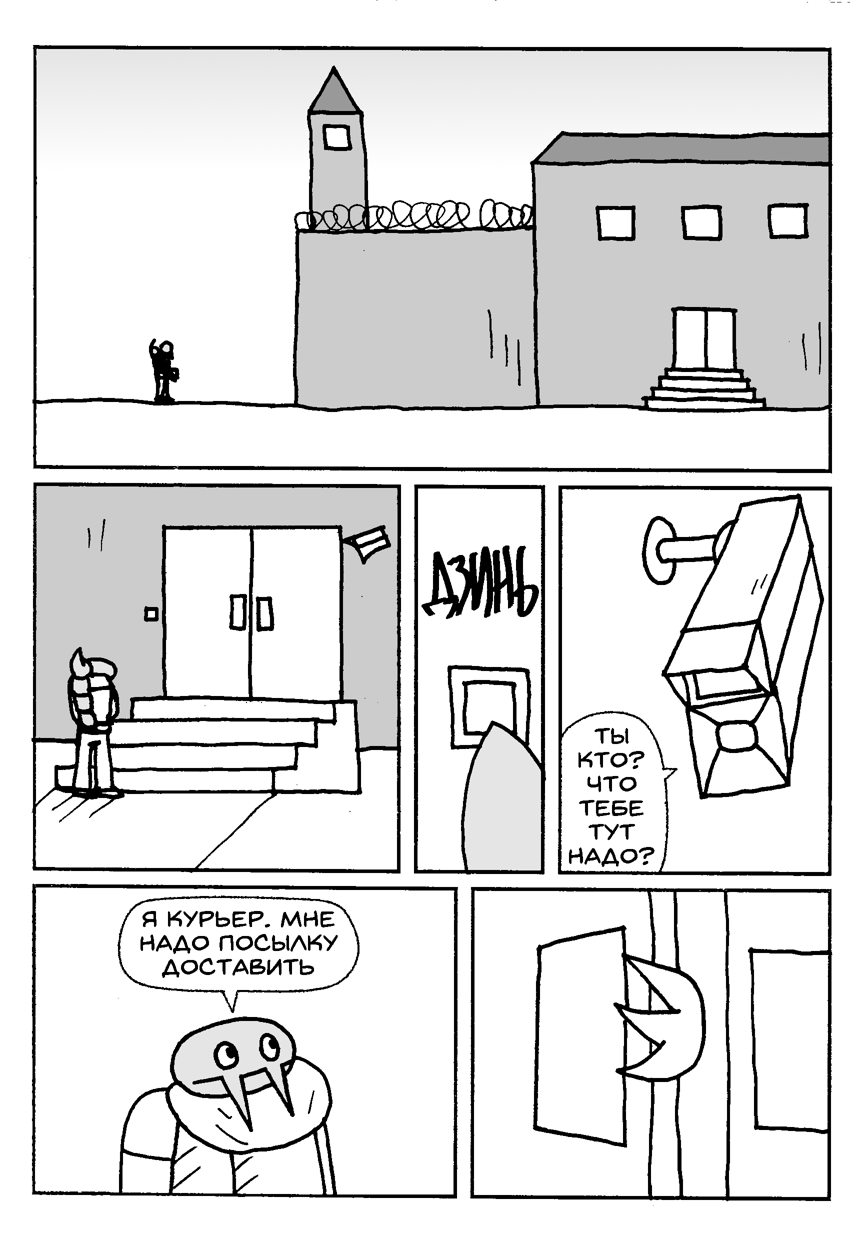 ДЗИНЬ
ТЫ
КТО?
ЧТО
ТЕБЕ
ТУТ
НАДО?
Я КУРЬЕР. МНЕ
НАДО ПОСЫЛКУ
ДОСТАВИТЬ